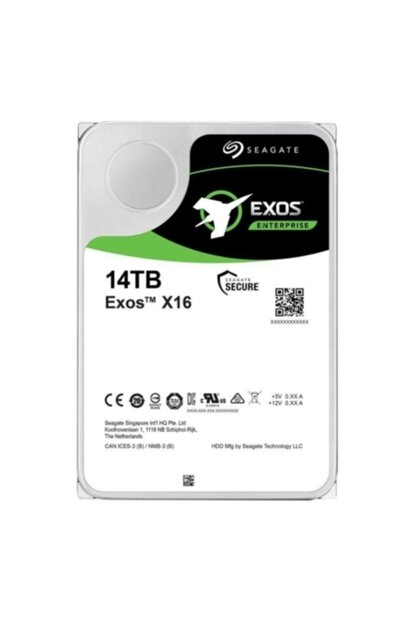 SEAGATE
EXOS
ENTERPRISE
14TB
Exos™ X16
SEAGATE
SECURE
XXXXXXXXXXXX
+5V 0.XX A
+12V 0.XX A
Seagate Singapore Int'l HQ Pte. Ltd
Koolhovenlaan 1, 1119 NB Schiphol-Rijk,
The Netherlands
CAN ICES-3 (B) / NMB-3 (B)
HDD Mfg by Seagate Technology LLC